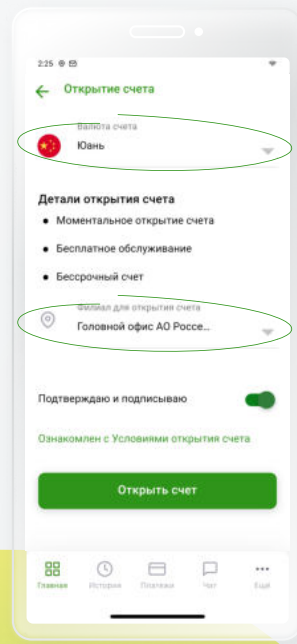 2:25
Открытие счета
Валюта счета
Юань
Детали открытия счета
• Моментальное открытие счета
• Бесплатное обслуживание
• Бессрочный счет
Филиал для открытия счета
Головной офис АО Россе...
Подтверждаю и подписываю
Ознакомлен с Условиями открытия счета
Открыть счет
Главная История Платежи Чат Ещё